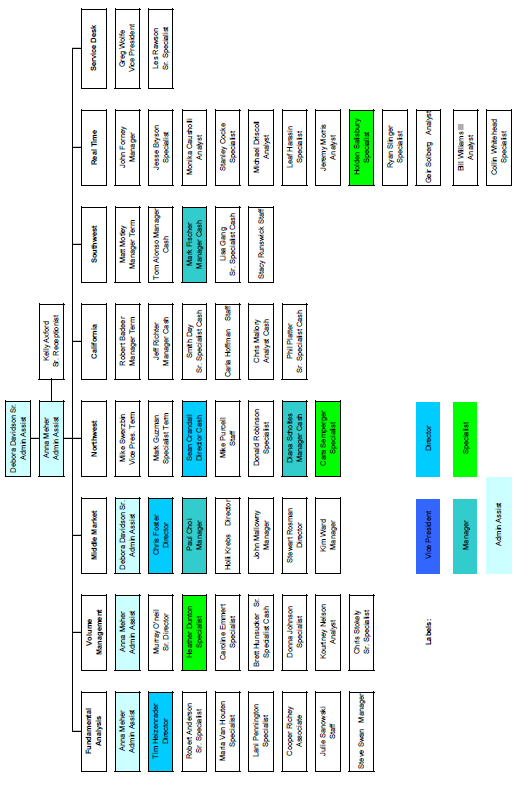 Debora Davidson Sr.
Admin Assist
Anna Meher
Admin Assist
Kelly Axford
Sr. Receptionist
Fundamental
Analysis
Anna Meher
Admin Assist
Tim Heizenrader
Director
Robert Anderson
Sr. Specialist
Maria Van Houten
Specialist
Lani Pennington
Specialist
Cooper Richey
Associate
Julie Sarnowski
Staff
Steve Swan Manager
Volume
Management
Anna Meher
Admin Assist
Murray O'neil
Sr. Director
Heather Dunton
Specialist
Caroline Emmert
Specialist
Brett Hunsucker Sr.
Specialist Cash
Donna Johnson
Specialist
Kourtney Nelson
Analyst
Chris Stokely
Sr. Specialist
Middle Market
Debora Davidson Sr.
Admin Assist
Chris Foster
Director
Paul Choi
Manager
Holli Krebs Director
John Mallowny
Manager
Stewart Rosman
Director
Kim Ward
Manager
Northwest
Mike Swerzbin
Vice Pres. Term
Mark Guzman
Specialist Term
Sean Crandall
Director Cash
Mike Purcell
Staff
Donald Robinson
Specialist
Diana Scholtes
Manager Cash
Cara Semperger
Specialist
California
Robert Badeer
Manager Term
Jeff Richter
Manager Cash
Smith Day
Sr. Specialist Cash
Carla Hoffman Staff
Chris Mallory
Analyst Cash
Phil Platter
Sr. Specialist Cash
Southwest
Matt Motley
Manager Term
Tom Alonso Manager
Cash
Mark Fischer
Manager Cash
Lisa Gang
Sr. Specialist Cash
Stacy Runswick Staff
Real Time
John Forney
Manager
Jesse Bryson
Specialist
Monika Causholli
Analyst
Stanley Cocke
Specialist
Michael Driscoll
Analyst
Leaf Harasin
Specialist
Jeremy Morris
Analyst
Holden Salisbury
Specialist
Ryan Slinger
Specialist
Geir Solberg Analyst
Bill Williams III
Analyst
Collin Whitehead
Specialist
Service Desk
Greg Wolfe
Vice President
Les Rawson
Sr. Specialist
Labels:
Vice President
Director
Manager
Specialist
Admin Assist